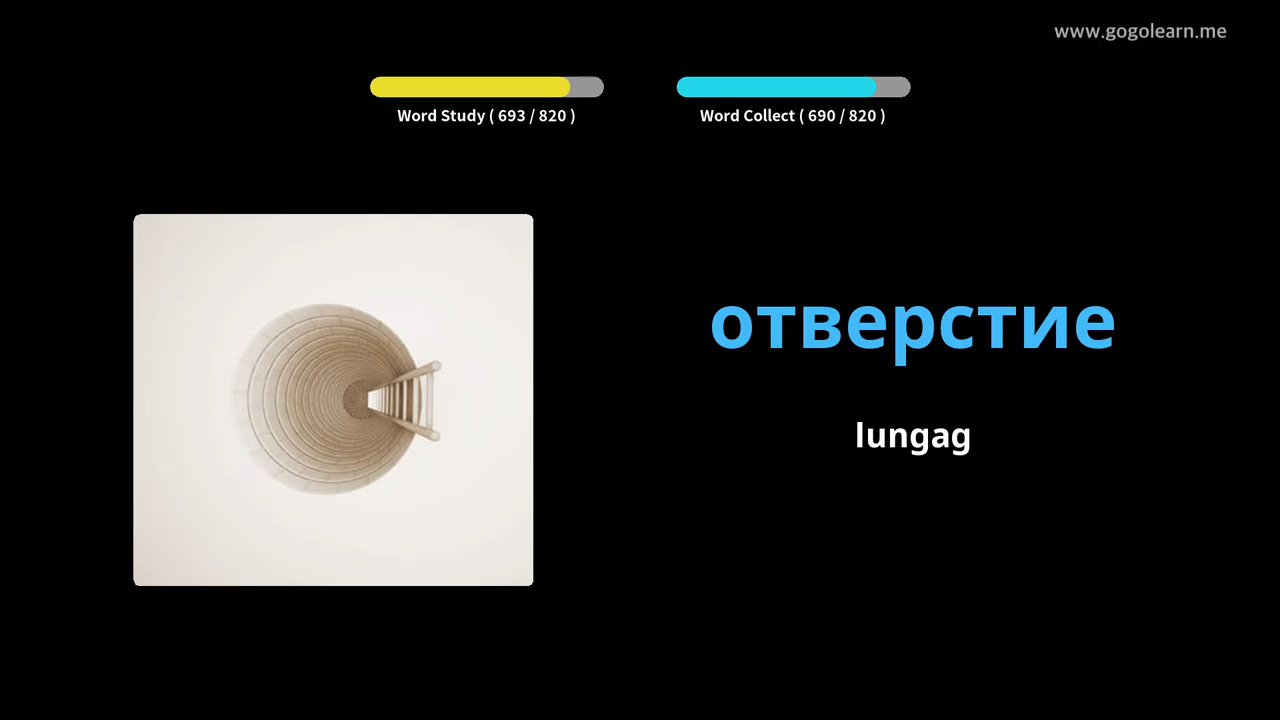 www.gogolearn.me
Word Study ( 693 / 820 )
Word Collect ( 690 / 820 )
отверстие
lungag